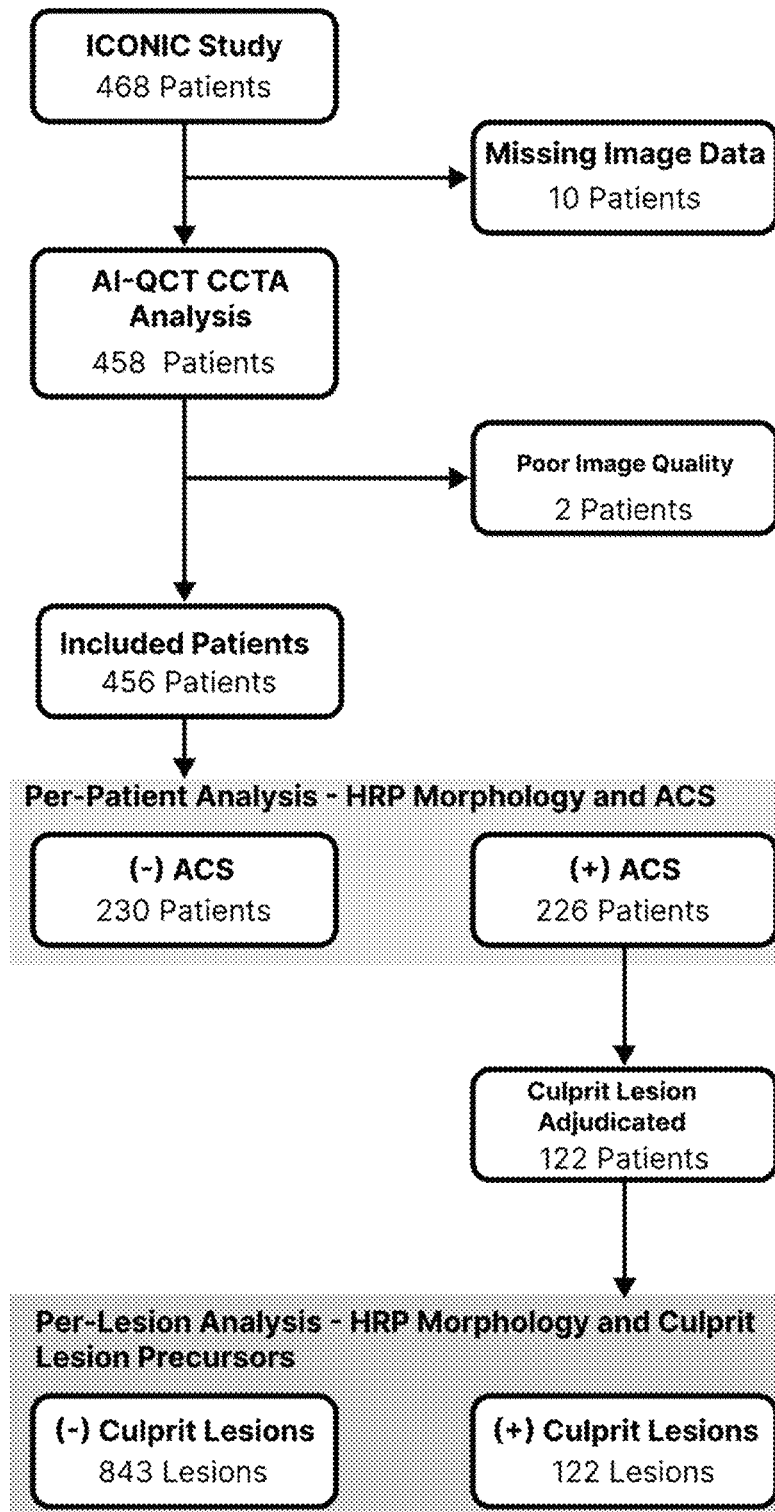 ICONIC Study
468 Patients
Missing Image Data
10 Patients
AI-QCT CCTA
Analysis
458 Patients
Poor Image Quality
2 Patients
Included Patients
456 Patients
Per-Patient Analysis - HRP Morphology and ACS
(-) ACS
230 Patients
(+) ACS
226 Patients
Culprit Lesion
Adjudicated
122 Patients
Per-Lesion Analysis - HRP Morphology and Culprit
Lesion Precursors
(-) Culprit Lesions
843 Lesions
(+) Culprit Lesions
122 Lesions